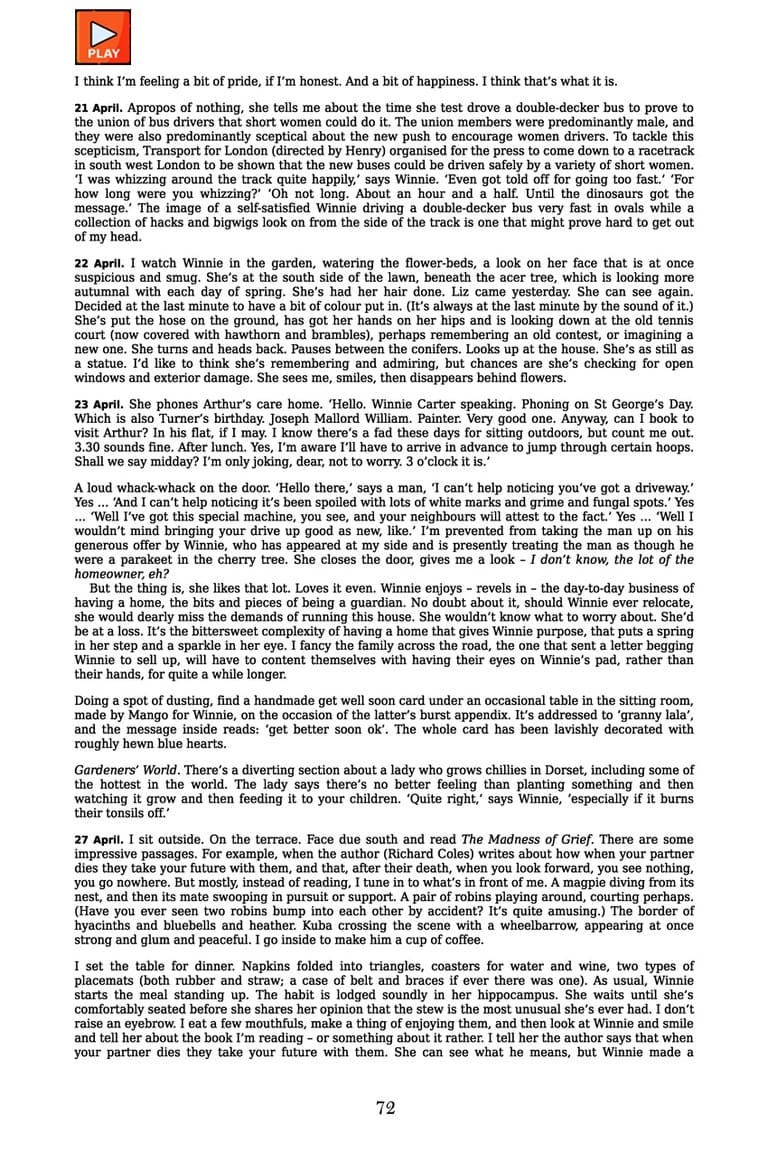 PLAY
I think I'm feeling a bit of pride, if I'm honest. And a bit of happiness. I think that's what it is.
21 April. Apropos of nothing, she tells me about the time she test drove a double-decker bus to prove to
the union of bus drivers that short women could do it. The union members were predominantly male, and
they were also predominantly sceptical about the new push to encourage women drivers. To tackle this
scepticism, Transport for London (directed by Henry) organised for the press to come down to a racetrack
in south west London to be shown that the new buses could be driven safely by a variety of short women.
‘I was whizzing around the track quite happily,’ says Winnie. ‘Even got told off for going too fast.’ ‘For
how long were you whizzing?’ ‘Oh not long. About an hour and a half. Until the dinosaurs got the
message.’ The image of a self-satisfied Winnie driving a double-decker bus very fast in ovals while a
collection of hacks and bigwigs look on from the side of the track is one that might prove hard to get out
of my head.
22 April. I watch Winnie in the garden, watering the flower-beds, a look on her face that is at once
suspicious and smug. She's at the south side of the lawn, beneath the acer tree, which is looking more
autumnal with each day of spring. She's had her hair done. Liz came yesterday. She can see again.
Decided at the last minute to have a bit of colour put in. (It's always at the last minute by the sound of it.)
She's put the hose on the ground, has got her hands on her hips and is looking down at the old tennis
court (now covered with hawthorn and brambles), perhaps remembering an old contest, or imagining a
new one. She turns and heads back. Pauses between the conifers. Looks up at the house. She's as still as
a statue. I'd like to think she's remembering and admiring, but chances are she's checking for open
windows and exterior damage. She sees me, smiles, then disappears behind flowers.
23 April. She phones Arthur's care home. ‘Hello. Winnie Carter speaking. Phoning on St George's Day.
Which is also Turner's birthday. Joseph Mallord William. Painter. Very good one. Anyway, can I book to
visit Arthur? In his flat, if I may. I know there's a fad these days for sitting outdoors, but count me out.
3.30 sounds fine. After lunch. Yes, I'm aware I'll have to arrive in advance to jump through certain hoops.
Shall we say midday? I'm only joking, dear, not to worry. 3 o'clock it is.’
A loud whack-whack on the door. ‘Hello there,’ says a man, ‘I can't help noticing you've got a driveway.’
Yes ... ‘And I can't help noticing it's been spoiled with lots of white marks and grime and fungal spots.’ Yes
... ‘Well I've got this special machine, you see, and your neighbours will attest to the fact.’ Yes ... ‘Well I
wouldn't mind bringing your drive up good as new, like.’ I'm prevented from taking the man up on his
generous offer by Winnie, who has appeared at my side and is presently treating the man as though he
were a parakeet in the cherry tree. She closes the door, gives me a look – I don't know, the lot of the
homeowner, eh?
But the thing is, she likes that lot. Loves it even. Winnie enjoys – revels in – the day-to-day business of
having a home, the bits and pieces of being a guardian. No doubt about it, should Winnie ever relocate,
she would dearly miss the demands of running this house. She wouldn't know what to worry about. She'd
be at a loss. It's the bittersweet complexity of having a home that gives Winnie purpose, that puts a spring
in her step and a sparkle in her eye. I fancy the family across the road, the one that sent a letter begging
Winnie to sell up, will have to content themselves with having their eyes on Winnie's pad, rather than
their hands, for quite a while longer.
Doing a spot of dusting, find a handmade get well soon card under an occasional table in the sitting room,
made by Mango for Winnie, on the occasion of the latter's burst appendix. It's addressed to ‘granny lala’,
and the message inside reads: ‘get better soon ok’. The whole card has been lavishly decorated with
roughly hewn blue hearts.
Gardeners' World. There's a diverting section about a lady who grows chillies in Dorset, including some of
the hottest in the world. The lady says there's no better feeling than planting something and then
watching it grow and then feeding it to your children. ‘Quite right,’ says Winnie, ‘especially if it burns
their tonsils off.’
27 April. I sit outside. On the terrace. Face due south and read The Madness of Grief. There are some
impressive passages. For example, when the author (Richard Coles) writes about how when your partner
dies they take your future with them, and that, after their death, when you look forward, you see nothing,
you go nowhere. But mostly, instead of reading, I tune in to what's in front of me. A magpie diving from its
nest, and then its mate swooping in pursuit or support. A pair of robins playing around, courting perhaps.
(Have you ever seen two robins bump into each other by accident? It's quite amusing.) The border of
hyacinths and bluebells and heather. Kuba crossing the scene with a wheelbarrow, appearing at once
strong and glum and peaceful. I go inside to make him a cup of coffee.
I set the table for dinner. Napkins folded into triangles, coasters for water and wine, two types of
placemats (both rubber and straw; a case of belt and braces if ever there was one). As usual, Winnie
starts the meal standing up. The habit is lodged soundly in her hippocampus. She waits until she's
comfortably seated before she shares her opinion that the stew is the most unusual she's ever had. I don't
raise an eyebrow. I eat a few mouthfuls, make a thing of enjoying them, and then look at Winnie and smile
and tell her about the book I'm reading – or something about it rather. I tell her the author says that when
your partner dies they take your future with them. She can see what he means, but Winnie made a
72